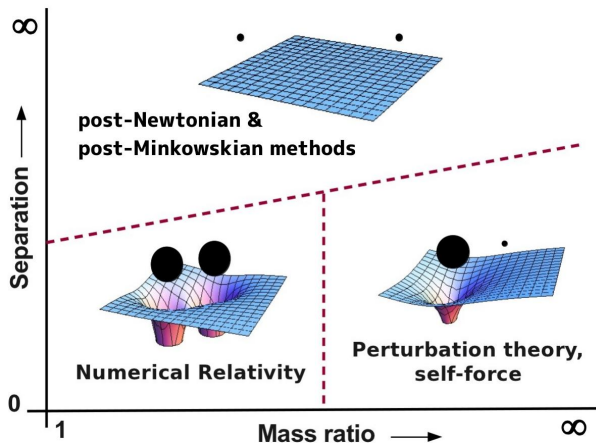 ∞
post-Newtonian &
post-Minkowskian methods
Separation
Numerical Relativity
Perturbation theory,
self-force
0
1
Mass ratio
∞